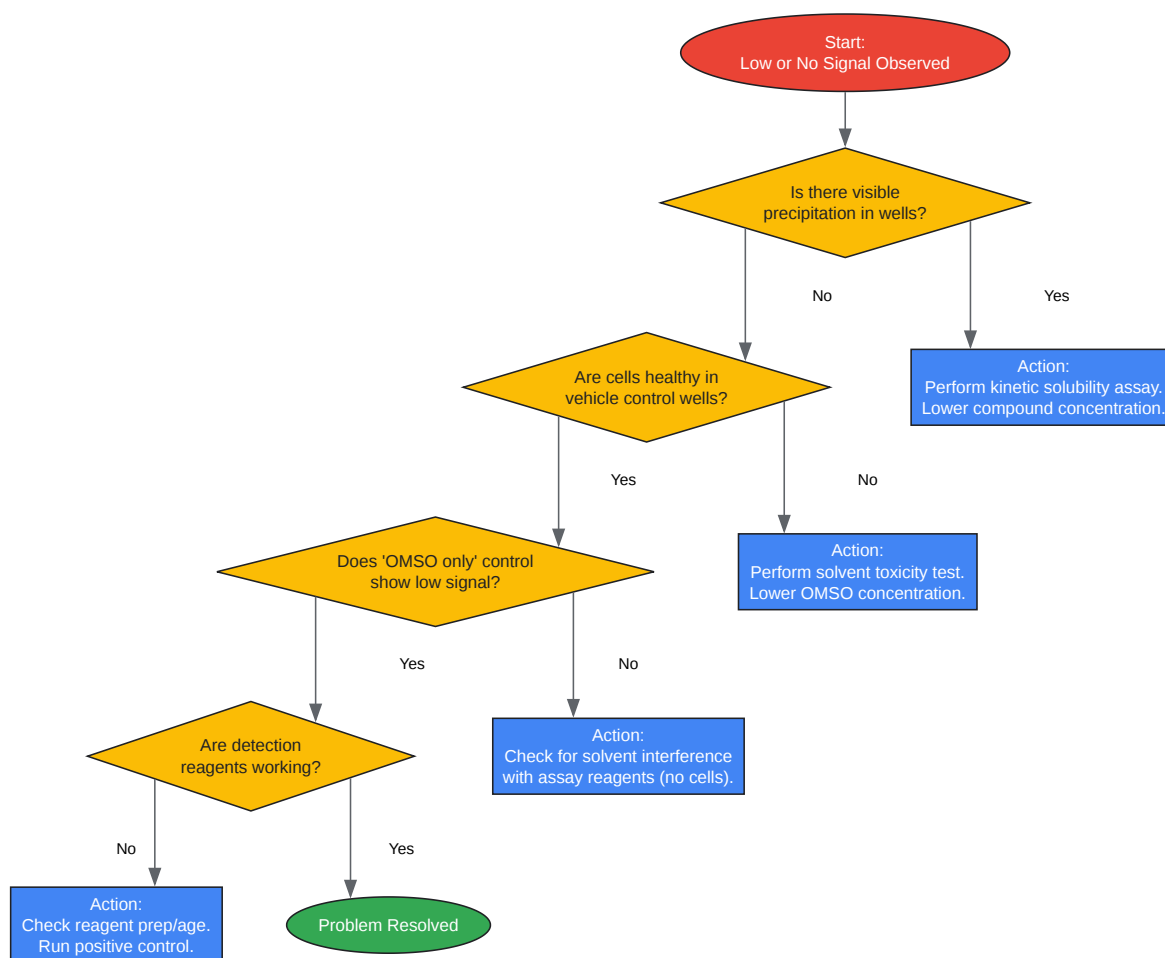 Start:
Low or No Signal Observed
Is there visible
precipitation in wells?
No
Yes
Action:
Perform kinetic solubility assay.
Lower compound concentration.
Are cells healthy in
vehicle control wells?
Yes
No
Action:
Perform solvent toxicity test.
Lower OMSO concentration.
Does 'OMSO only' control
show low signal?
Yes
No
Action:
Check for solvent interference
with assay reagents (no cells).
Are detection
reagents working?
No
Yes
Action:
Check reagent prep/age.
Run positive control.
Problem Resolved